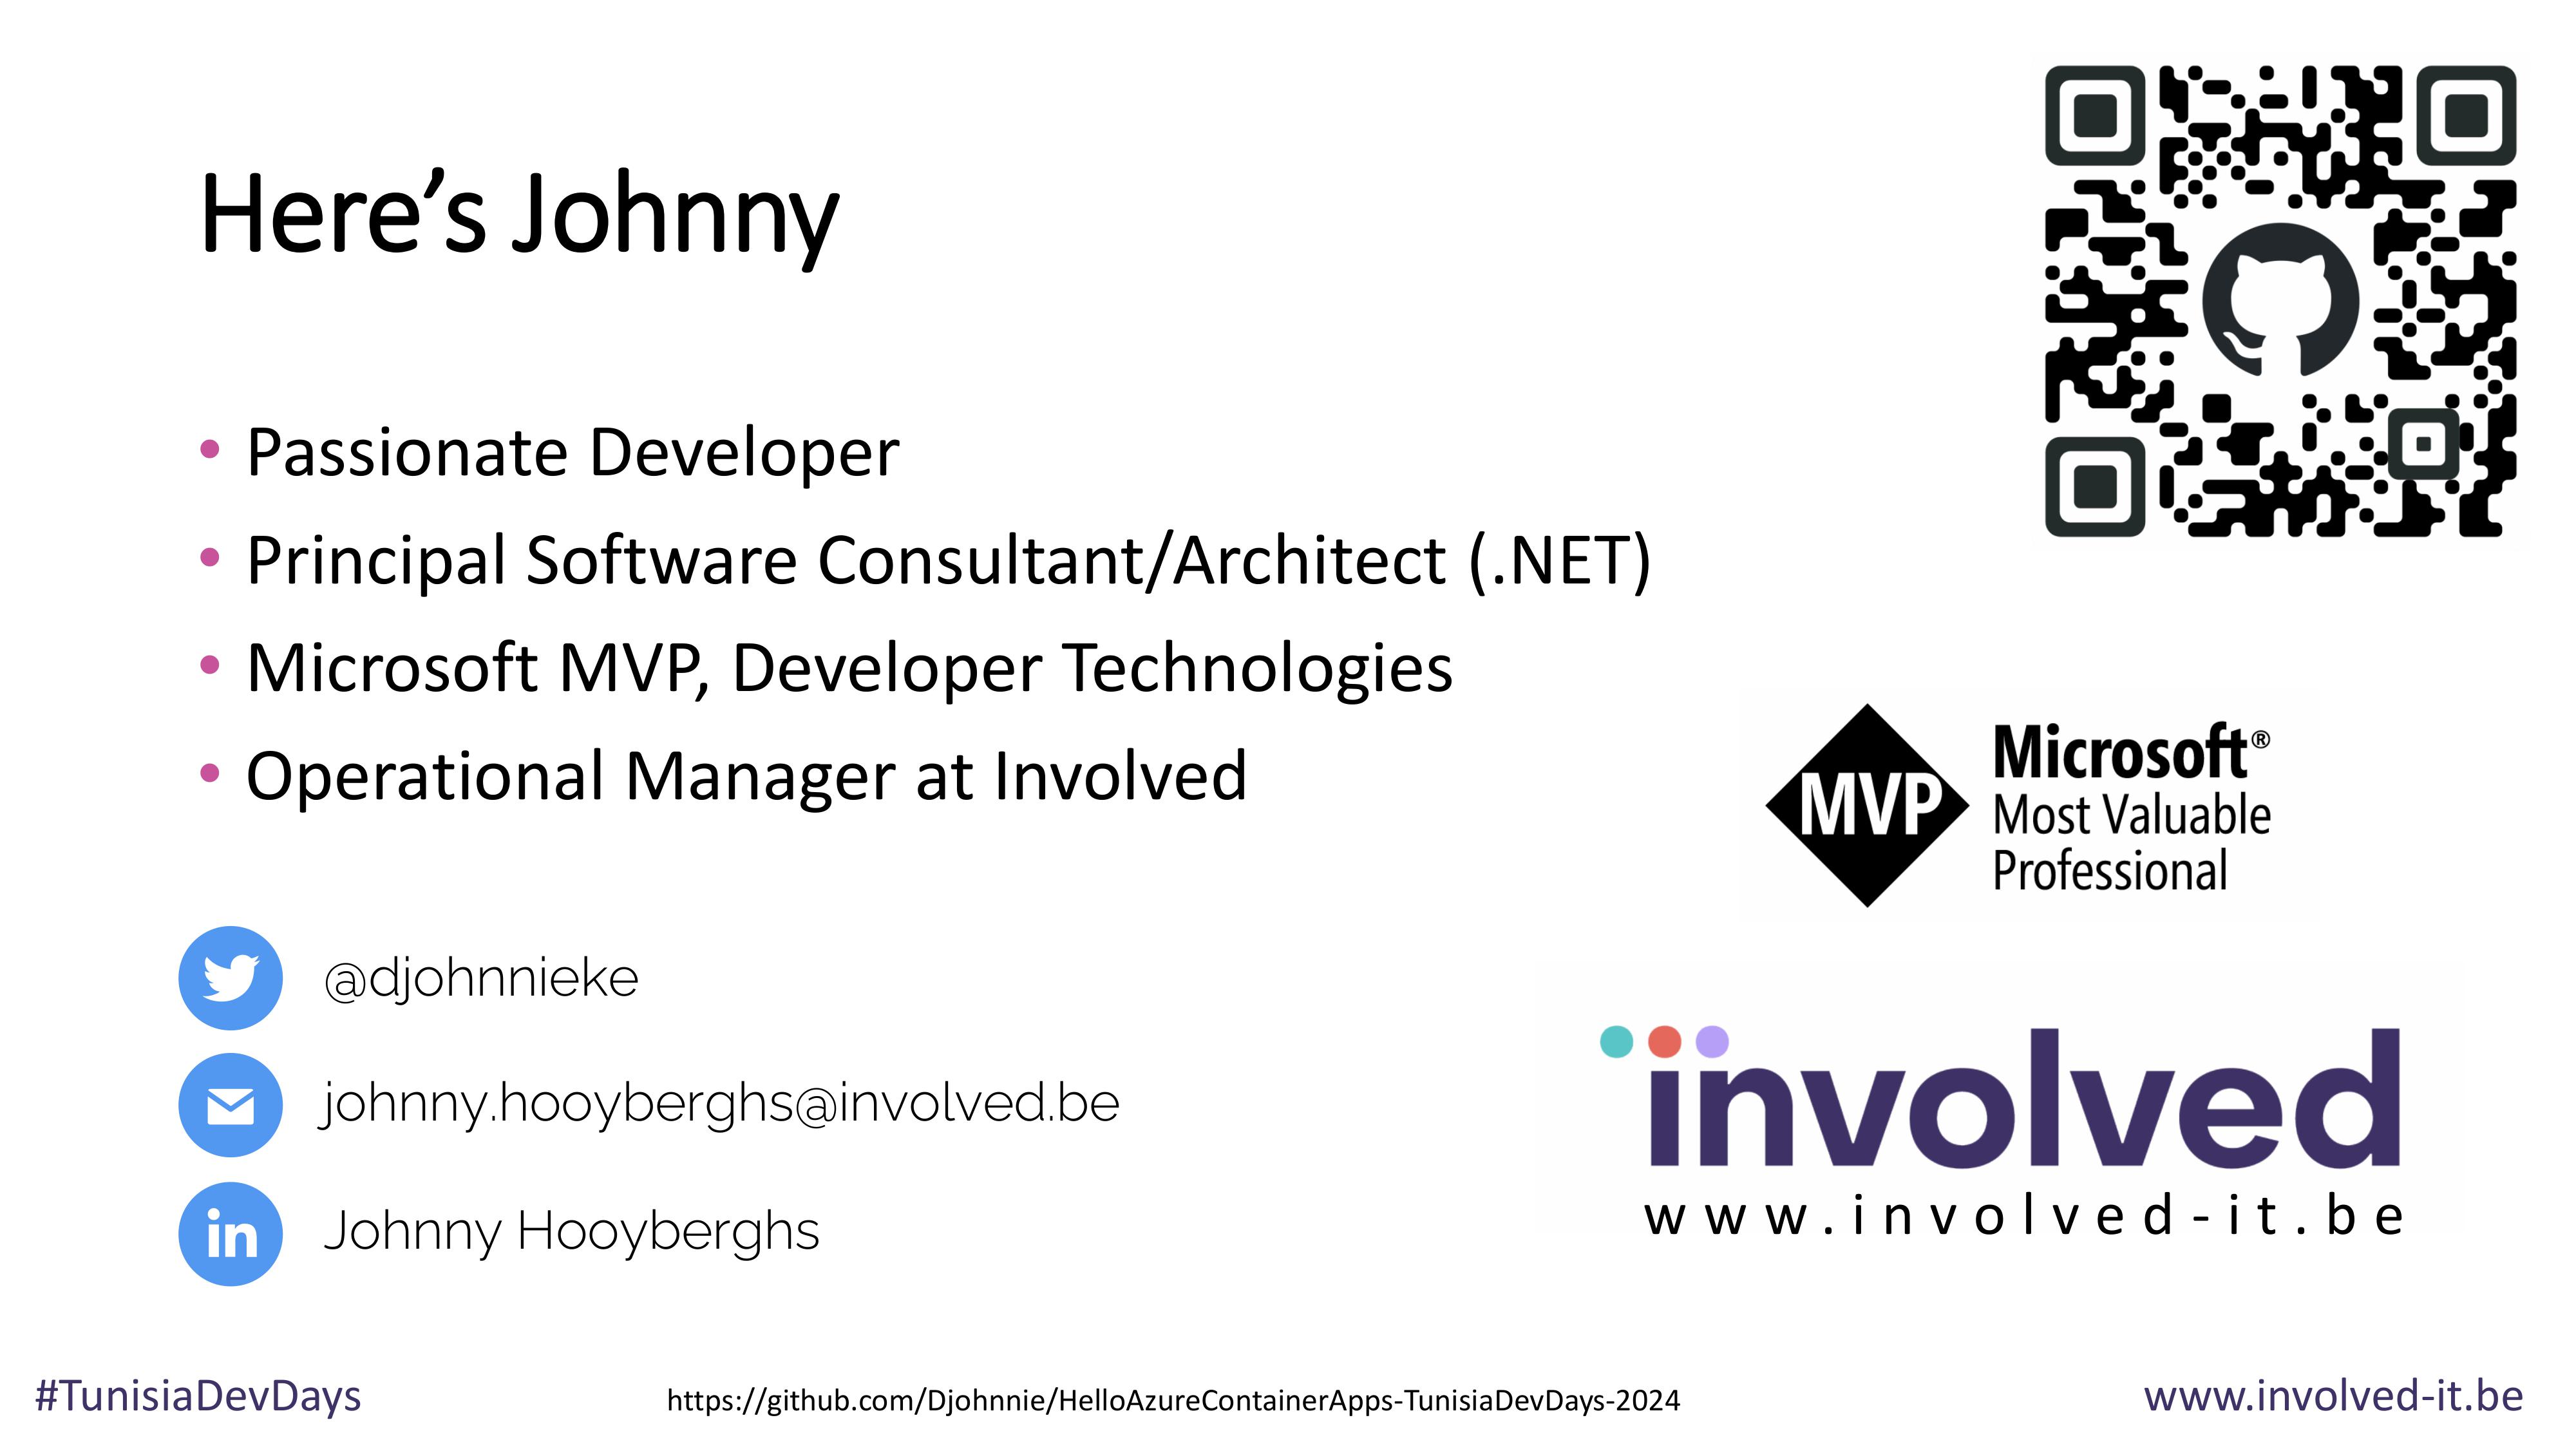 Here’s Johnny
• Passionate Developer
• Principal Software Consultant/Architect (.NET)
• Microsoft MVP, Developer Technologies
• Operational Manager at Involved
MVP
Microsoft®
Most Valuable
Professional
@djohnnieke
johnny.hooyberghs@involved.be
in
Johnny Hooyberghs
involved
www.involved-it.be
#TunisiaDevDays
https://github.com/Djohnnie/HelloAzureContainerApps-TunisiaDevDays-2024
www.involved-it.be